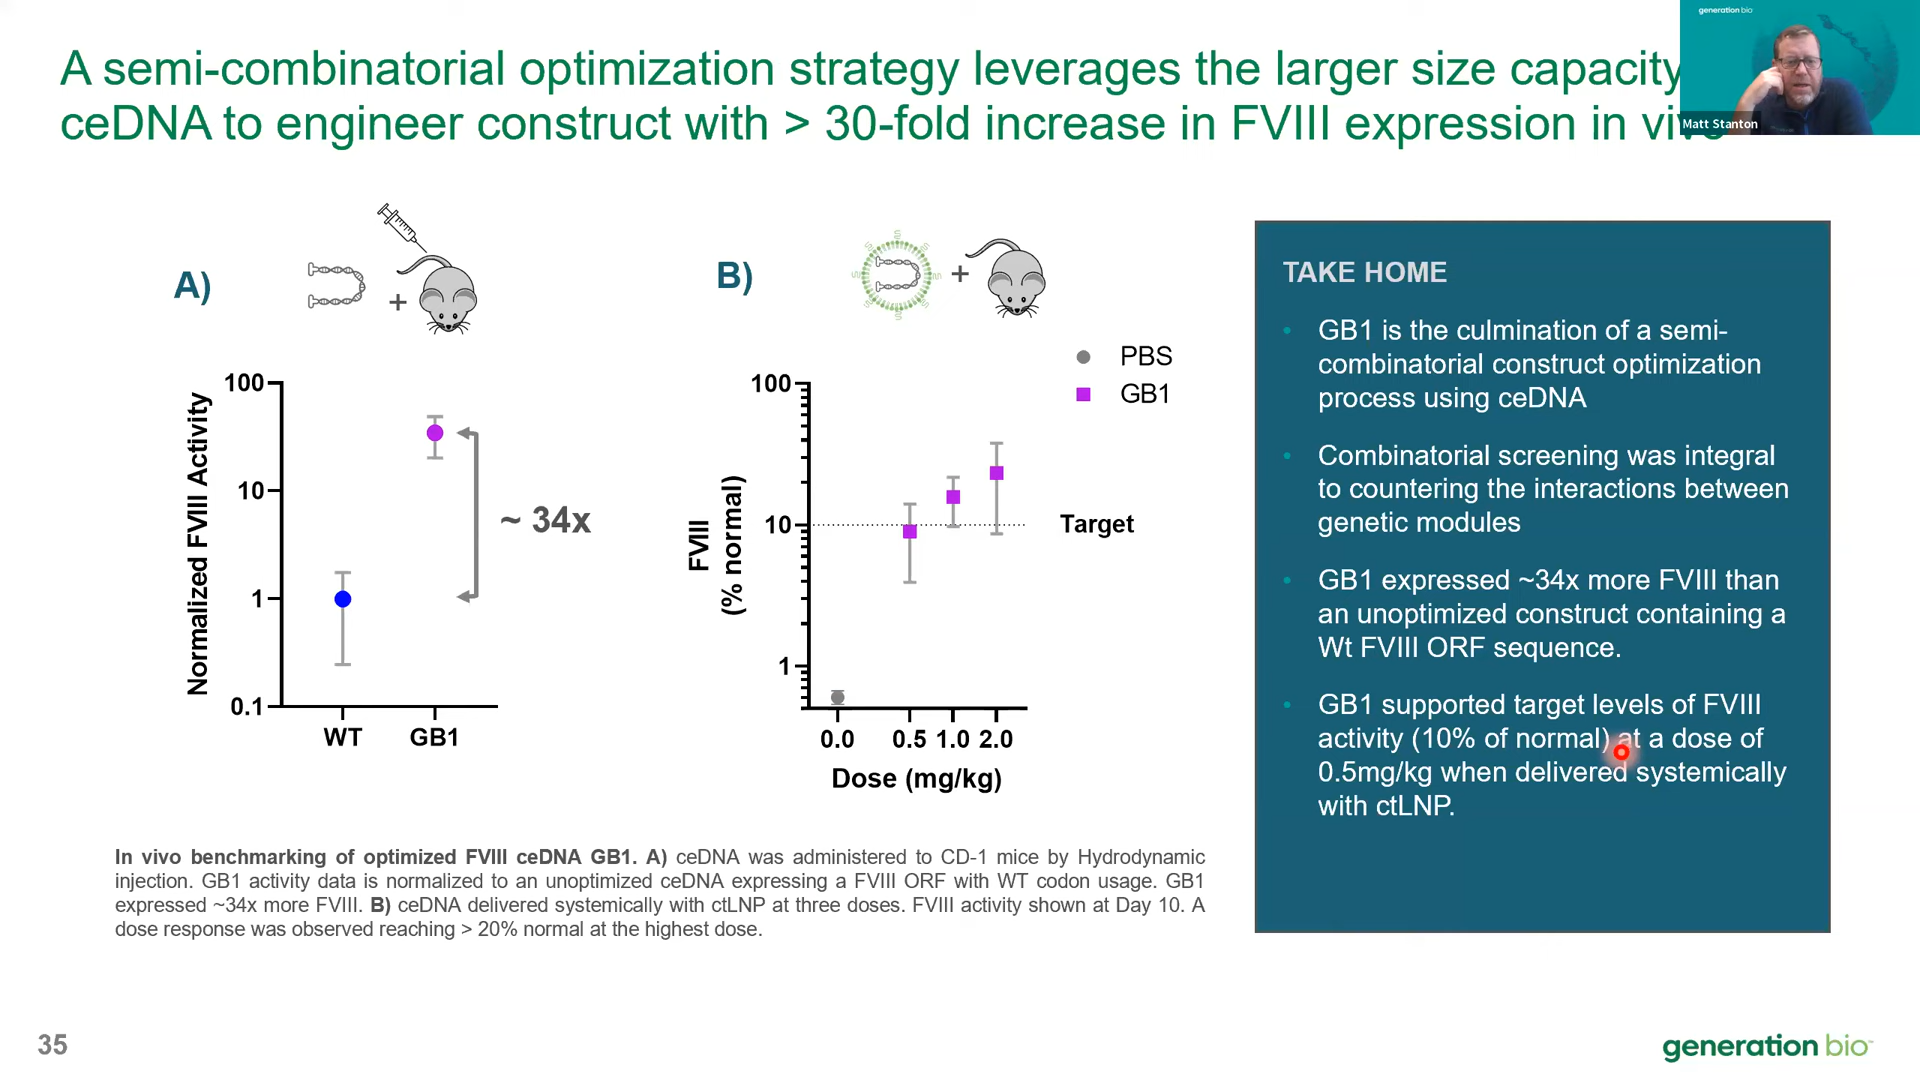 generation bio
A semi-combinatorial optimization strategy leverages the larger size capacity
ceDNA to engineer construct with > 30-fold increase in FVIII expression in vivo
Matt Stanton
A)
+
B)
+
PBS
GB1
Normalized FVIII Activity
100
10
1
0.1
WT
GB1
~ 34x
FVIII
(% normal)
100
10
1
Target
0.0 0.5 1.0 2.0
Dose (mg/kg)
TAKE HOME
• GB1 is the culmination of a semi-
combinatorial construct optimization
process using ceDNA
• Combinatorial screening was integral
to countering the interactions between
genetic modules
• GB1 expressed ~34x more FVIII than
an unoptimized construct containing a
Wt FVIII ORF sequence.
• GB1 supported target levels of FVIII
activity (10% of normal) at a dose of
0.5mg/kg when delivered systemically
with ctLNP.
In vivo benchmarking of optimized FVIII ceDNA GB1. A) ceDNA was administered to CD-1 mice by Hydrodynamic
injection. GB1 activity data is normalized to an unoptimized ceDNA expressing a FVIII ORF with WT codon usage. GB1
expressed ~34x more FVIII. B) ceDNA delivered systemically with ctLNP at three doses. FVIII activity shown at Day 10. A
dose response was observed reaching > 20% normal at the highest dose.
35
generation bio™